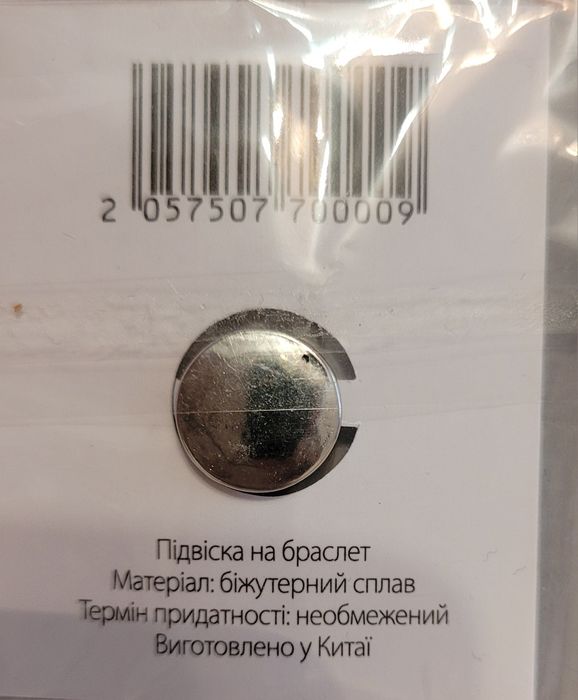 2 057507 700009
Підвіска на браслет
Матеріал: біжутерний сплав
Термін придатності: необмежений
Виготовлено у Китаї